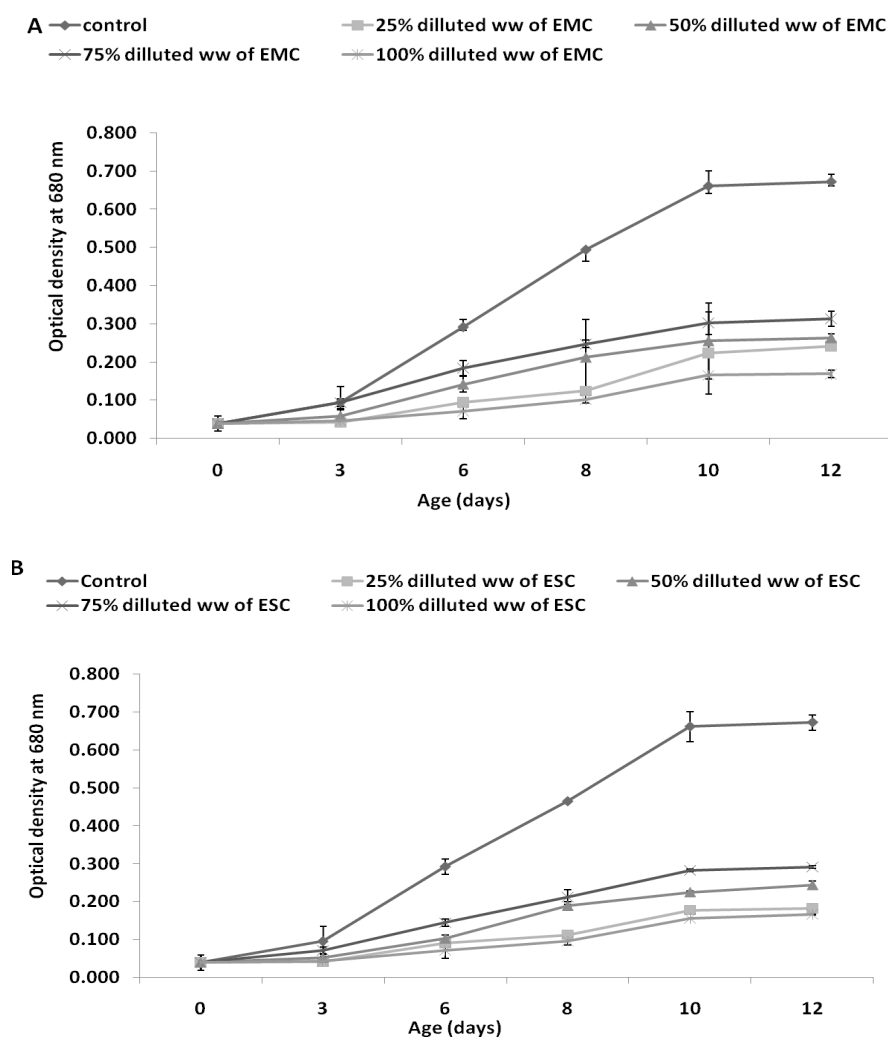 A
control 25% dilluted ww of EMC 50% dilluted ww of EMC
75% dilluted ww of EMC 100% dilluted ww of EMC
Optical density at 680 nm
0.800
0.700
0.600
0.500
0.400
0.300
0.200
0.100
0.000
0 3 6 8 10 12
Age (days)
B
Control 25% dilluted ww of ESC 50% dilluted ww of ESC
75% dilluted ww of ESC 100% dilluted ww of ESC
Optical density at 680 nm
0.800
0.700
0.600
0.500
0.400
0.300
0.200
0.100
0.000
0 3 6 8 10 12
Age (days)